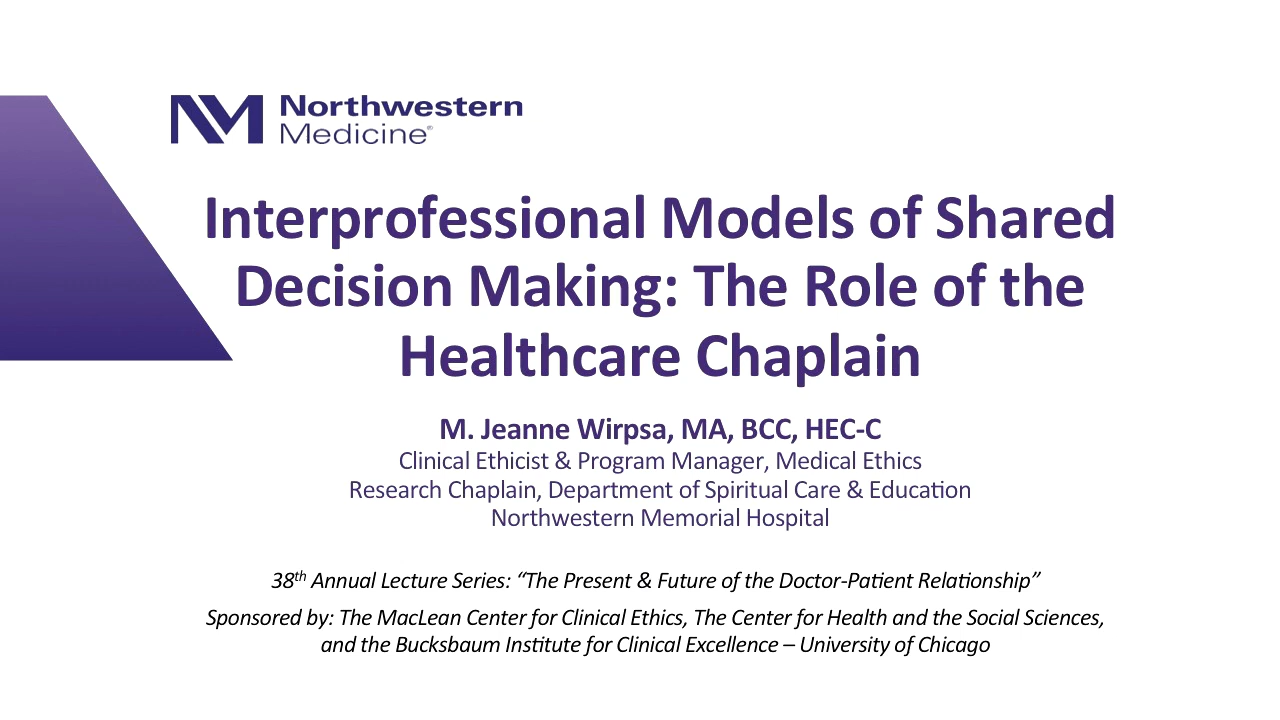 Northwestern
Medicine®
Interprofessional Models of Shared
Decision Making: The Role of the
Healthcare Chaplain
M. Jeanne Wirpsa, MA, BCC, HEC-C
Clinical Ethicist & Program Manager, Medical Ethics
Research Chaplain, Department of Spiritual Care & Education
Northwestern Memorial Hospital
38th Annual Lecture Series: “The Present & Future of the Doctor-Patient Relationship”
Sponsored by: The MacLean Center for Clinical Ethics, The Center for Health and the Social Sciences,
and the Bucksbaum Institute for Clinical Excellence – University of Chicago